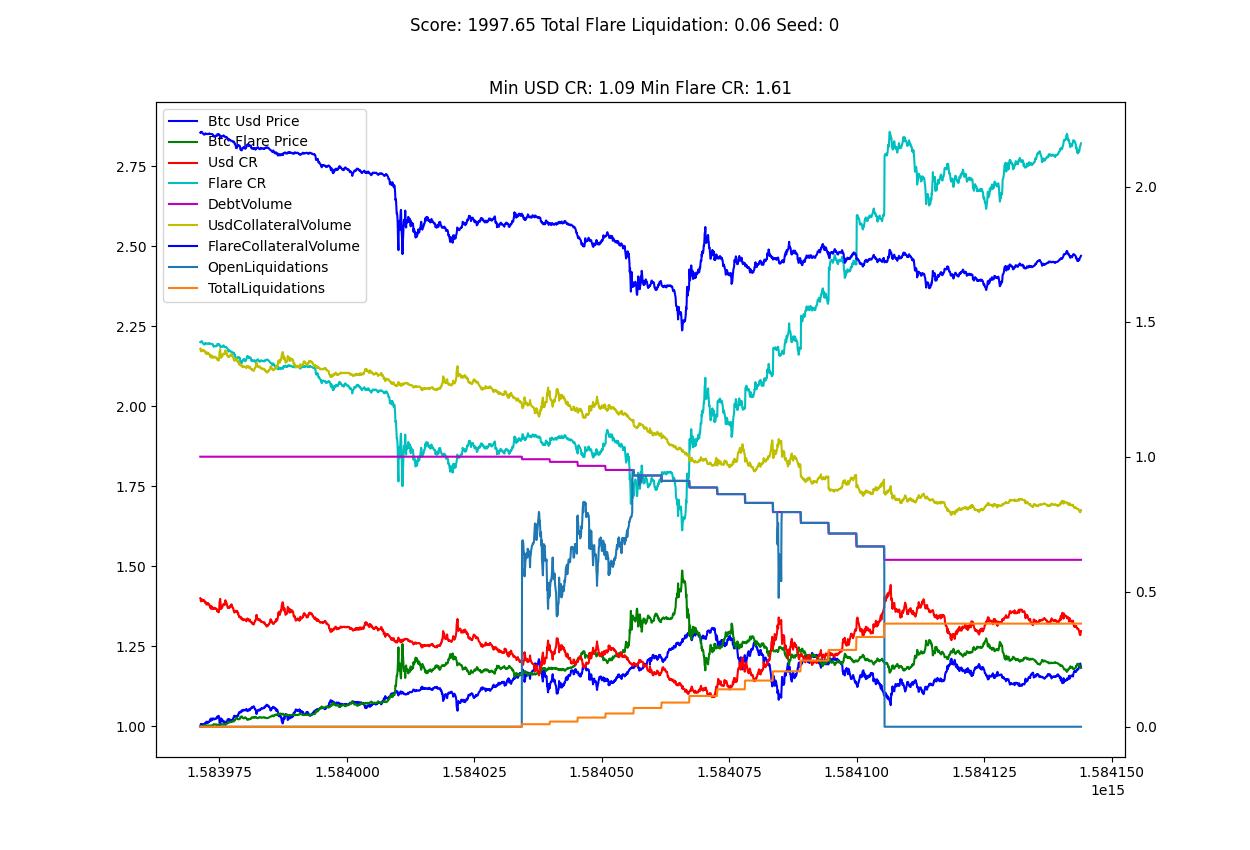 Score: 1997.65 Total Flare Liquidation: 0.06 Seed: 0
Min USD CR: 1.09 Min Flare CR: 1.61
Btc Usd Price
Btc Flare Price
Usd CR
Flare CR
DebtVolume
UsdCollateralVolume
FlareCollateralVolume
OpenLiquidations
TotalLiquidations
2.75
2.50
2.25
2.00
1.75
1.50
1.25
1.00
2.0
1.5
1.0
0.5
0.0
1.583975 1.584000 1.584025 1.584050 1.584075 1.584100 1.584125 1.584150
1e15